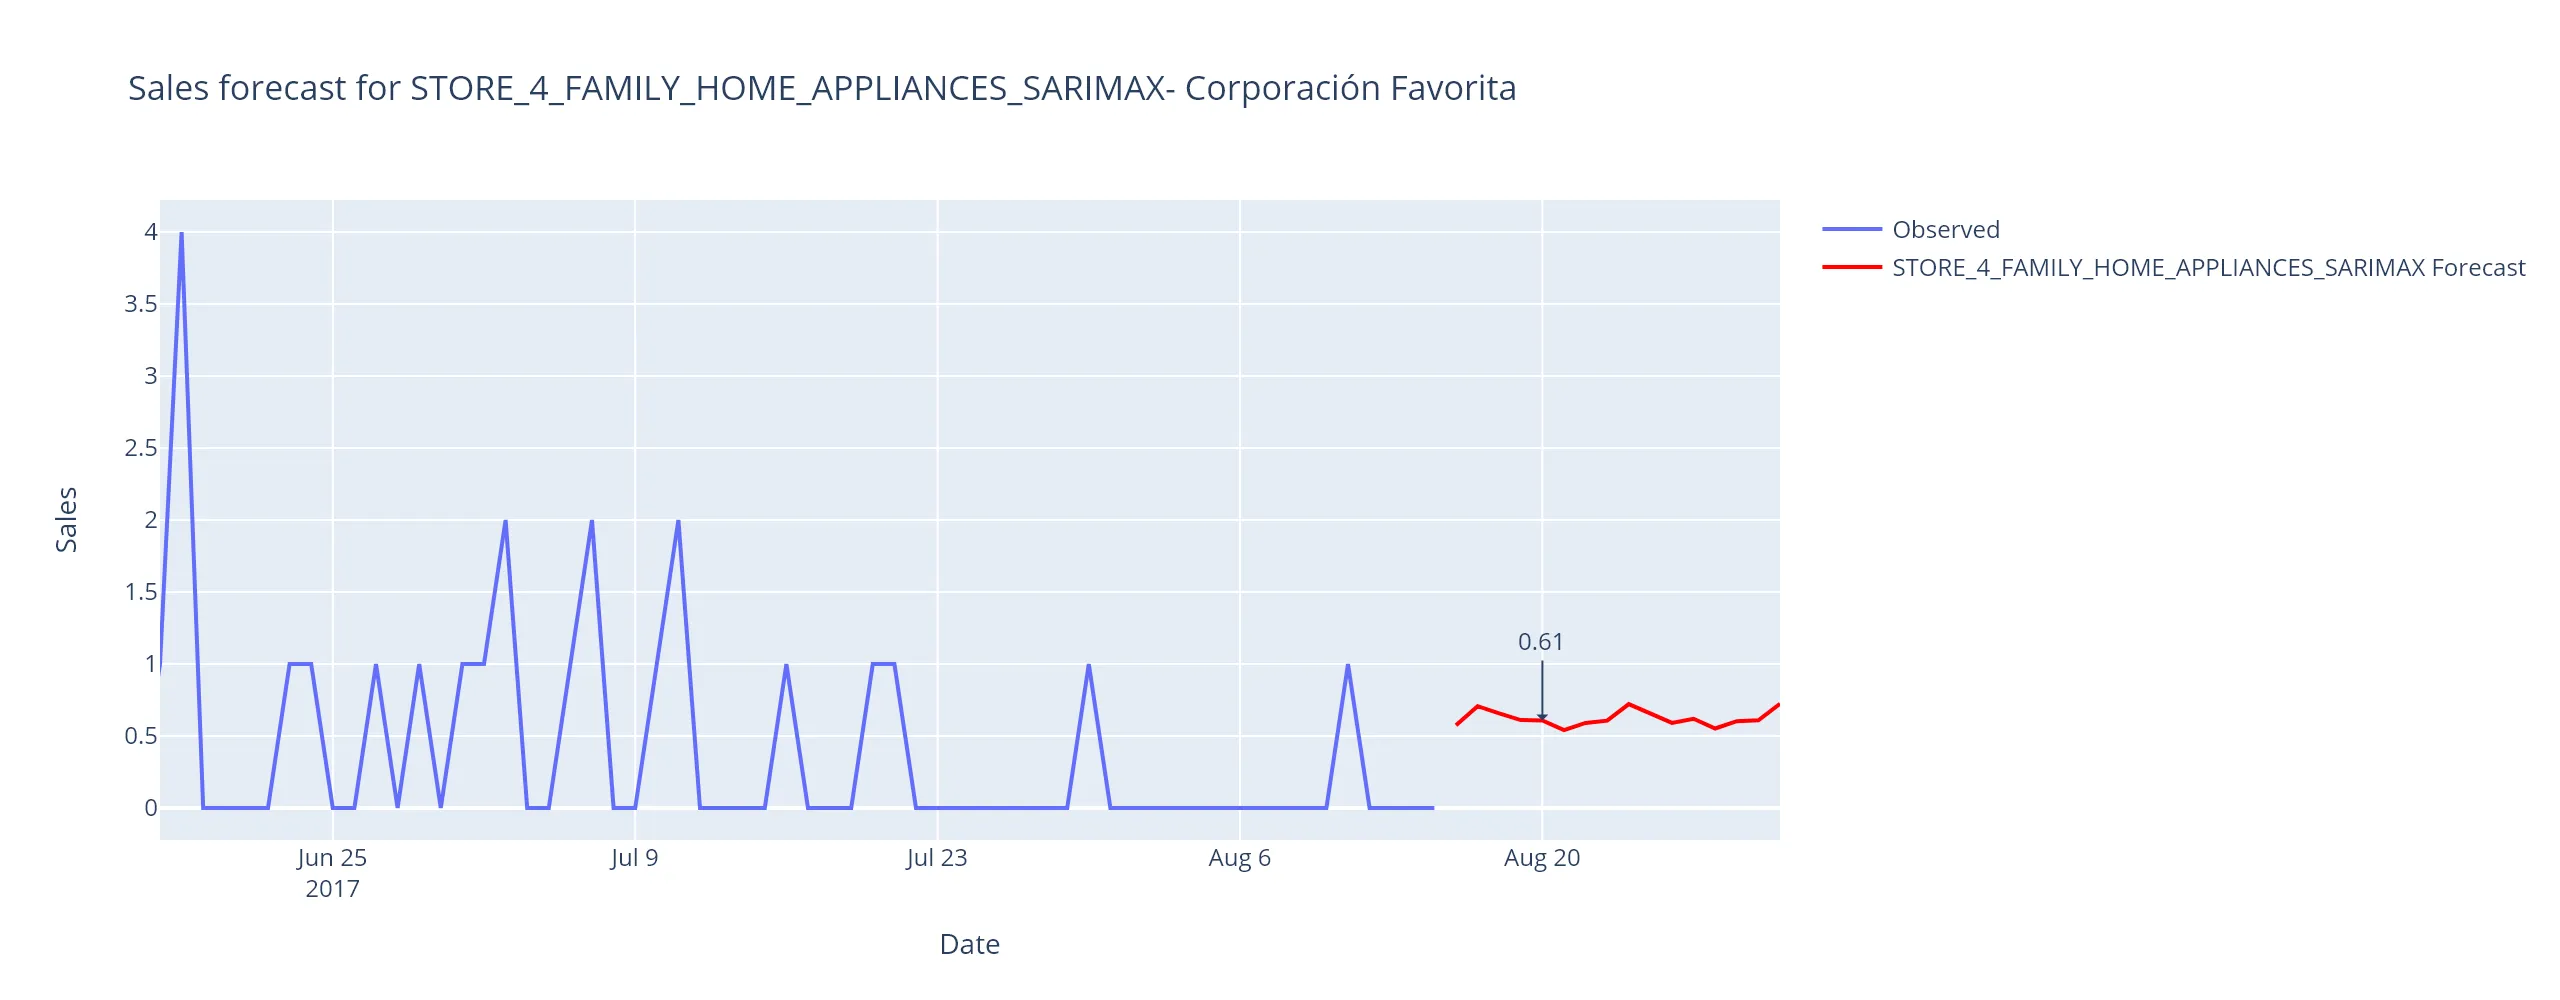 Sales forecast for STORE_4_FAMILY_HOME_APPLIANCES_SARIMAX- Corporación Favorita
Observed
STORE_4_FAMILY_HOME_APPLIANCES_SARIMAX Forecast
4
3.5
3
2.5
2
1.5
1
0.5
0
Sales
0.61
Jun 25
2017
Jul 9
Jul 23
Aug 6
Aug 20
Date